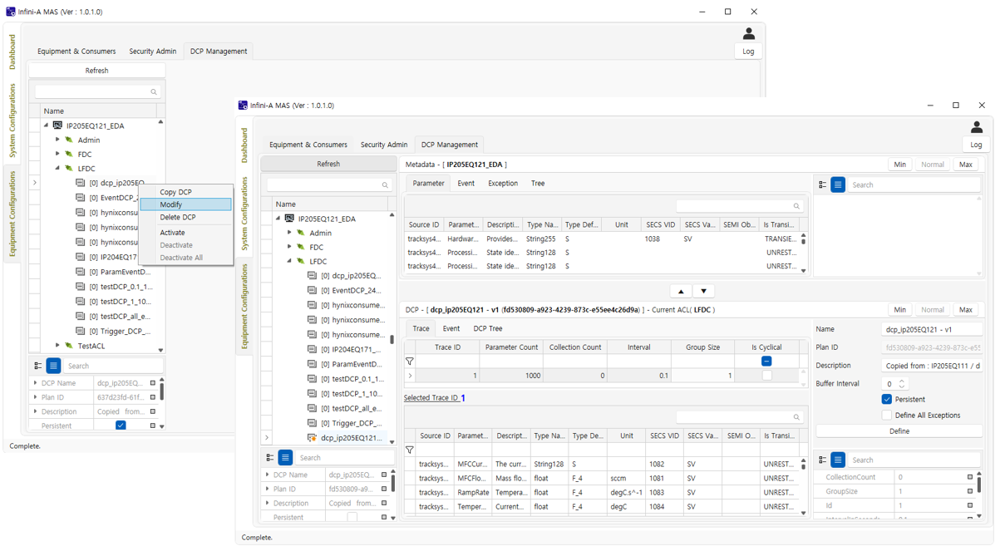 Infini-A MAS (Ver : 1.0.1.0)
Log
Equipment & Consumers Security Admin DCP Management
Dashboard
System Configurations
Equipment Configurations
Refresh
Name
IP205EQ121_EDA
Admin
FDC
LFDC
[0] dcp_ip205EQ...
[0] EventDCP_2
[0] hynixconsu
[0] hynixconsu
[0] hynixconsu
[0] IP204EQ17
[0] ParamEventD...
[0] testDCP_0.1_1...
[0] testDCP_1_10...
[0] testDCP_all_e...
[0] Trigger_DCP_...
TestACL
Copy DCP
Modify
Delete DCP
Activate
Deactivate
Deactivate All
Search
DCP Name dcp_ip205EQ...
Plan ID 637d23fd-61f...
Description Copied from...
Persistent
Complete.
Infini-A MAS (Ver : 1.0.1.0)
Log
Equipment & Consumers Security Admin DCP Management
Dashboard
System Configurations
Equipment Configurations
Refresh
Name
IP205EQ121_EDA
Admin
FDC
LFDC
[0] dcp_ip205EQ...
[0] EventDCP_24...
[0] hynixconsume...
[0] hynixconsume...
[0] hynixconsume...
[0] IP204EQ171_...
[0] ParamEventD...
[0] testDCP_0.1_1...
[0] testDCP_1_10...
[0] testDCP_all_e...
[0] Trigger_DCP_...
dcp_ip205EQ121...
Search
DCP Name dcp_ip205EQ...
Plan ID fd530809-a9...
Description Copied from...
Persistent
Metadata - [ IP205EQ121_EDA ]
Min Normal Max
Parameter Event Exception Tree
Search
Source ID Paramet... Descripti... Type Na... Type Def... Unit SECS VID SECS Va... SEMI Ob... Is Transi...
tracksys4... Hardwar... Provides... String255 S 1038 SV TRANSIE...
tracksys4... Processi... State ide... String128 S UNREST...
tracksys4... Processi... State ide... String128 S UNREST...
DCP - [ dcp_ip205EQ121 - v1 (fd530809-a923-4239-873c-e55ee4c26d9a) ] - Current ACL( LFDC )
Min Normal Max
Trace Event DCP Tree
Trace ID Parameter Count Collection Count Interval Group Size Is Cyclical
1 1000 0 0.1 1
Selected Trace ID 1
Source ID Paramet... Descript... Type Na... Type De... Unit SECS VID SECS Va... SEMI O... Is Transi...
tracksys... MFCCur... The curr... String128 S 1082 SV UNREST...
tracksys... MFCFlo... Mass flo... float F_4 sccm 1081 SV UNREST...
tracksys... RampRate Tempera... float F_4 degC.s^-1 1083 SV UNREST...
tracksys... Temper... Current... float F_4 degC 1084 SV UNREST...
Name dcp_ip205EQ121 - v1
Plan ID fd530809-a923-4239-873c-e55
Description Copied from : IP205EQ111 / d
Buffer Interval 0
Persistent
Define All Exceptions
Define
Search
CollectionCount 0
GroupSize 1
Id 1
IntervalInSeconds 0.1
Complete.